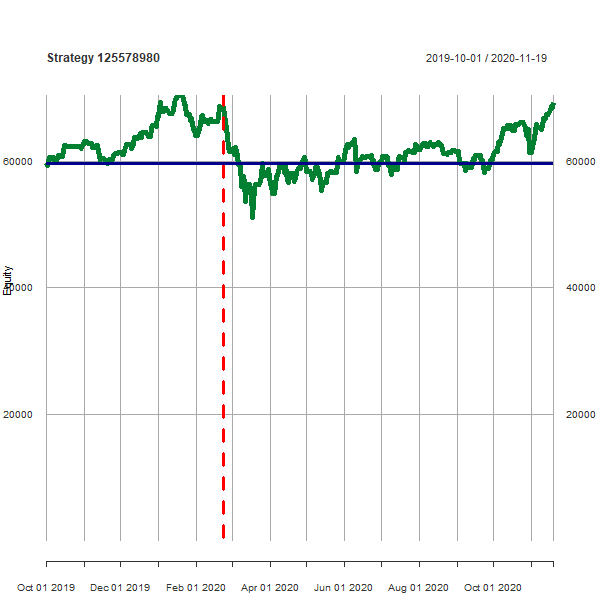 Strategy 125578980
2019-10-01 / 2020-11-19
Equity
60000
60000
40000
40000
20000
20000
Oct 01 2019
Dec 01 2019
Feb 01 2020
Apr 01 2020
Jun 01 2020
Aug 01 2020
Oct 01 2020